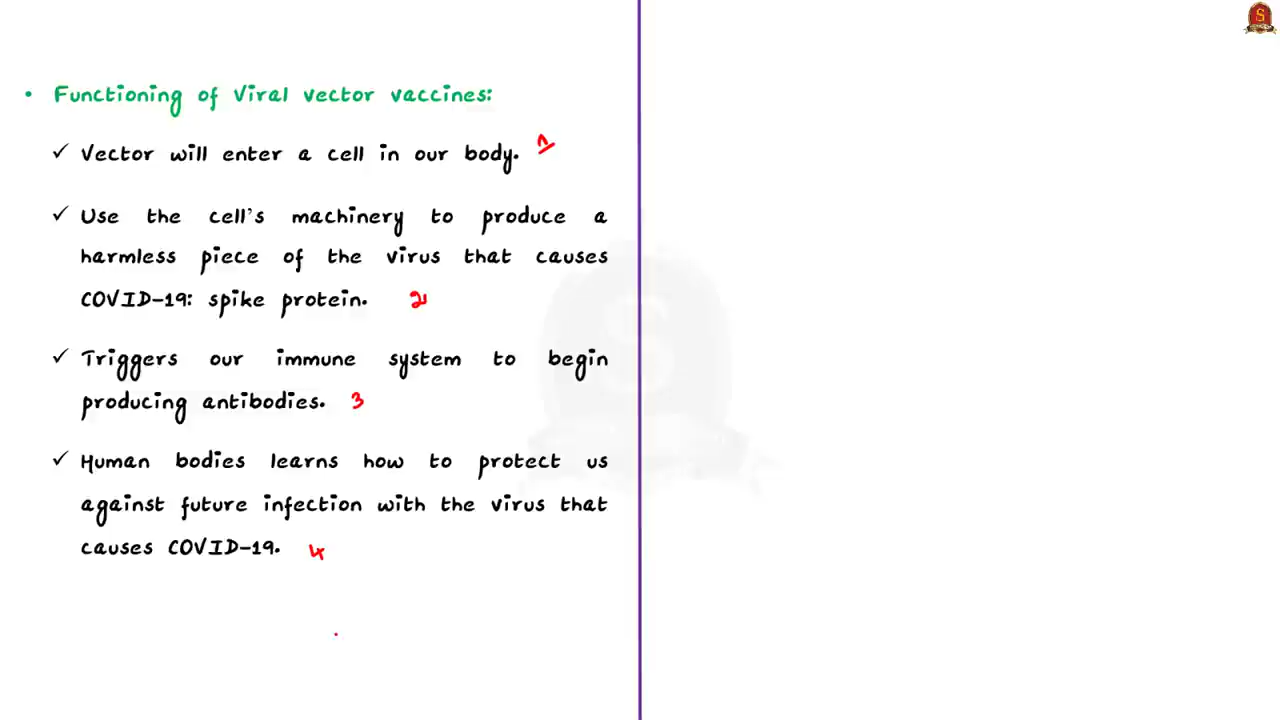 • Functioning of Viral vector vaccines:
✓ Vector will enter a cell in our body. 1
✓ Use the cell's machinery to produce a
harmless piece of the virus that causes
COVID-19: spike protein. 2
✓ Triggers our immune system to begin
producing antibodies. 3
✓ Human bodies learns how to protect us
against future infection with the virus that
causes COVID-19. 4
S
S